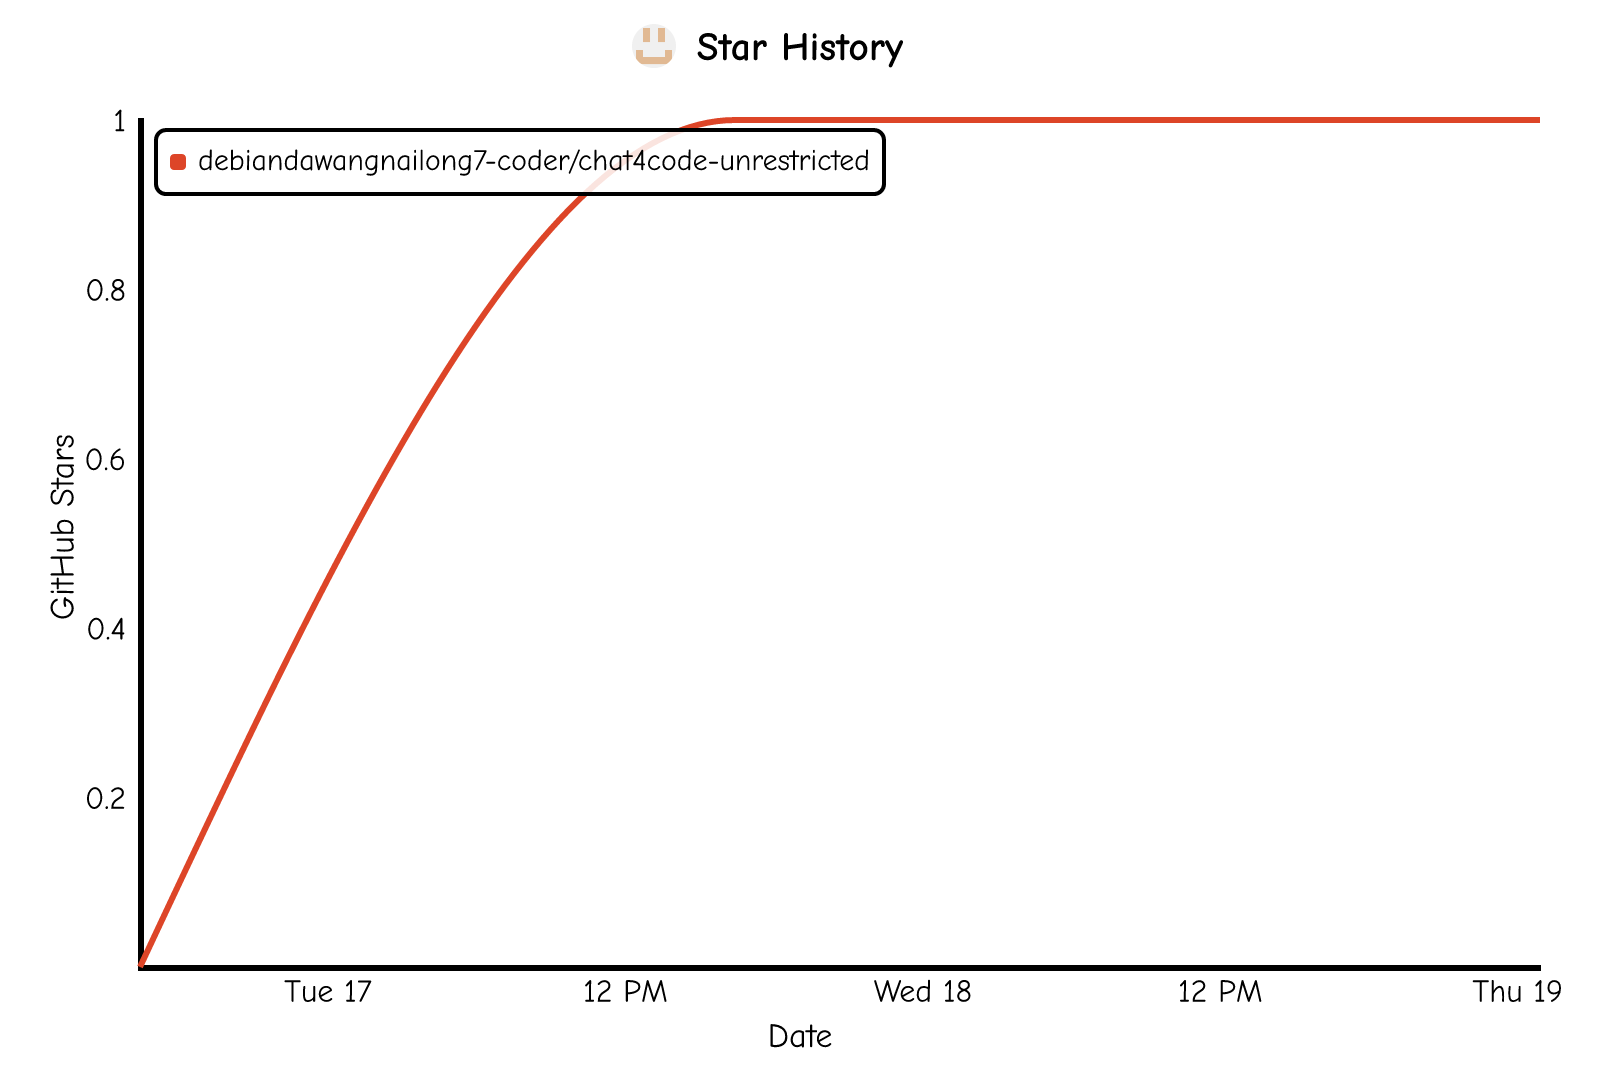 Star History
debiandawangnailong7-coder/chat4code-unrestricted
1
0.8
0.6
0.4
0.2
GitHub Stars
Tue 17
12 PM
Wed 18
12 PM
Thu 19
Date